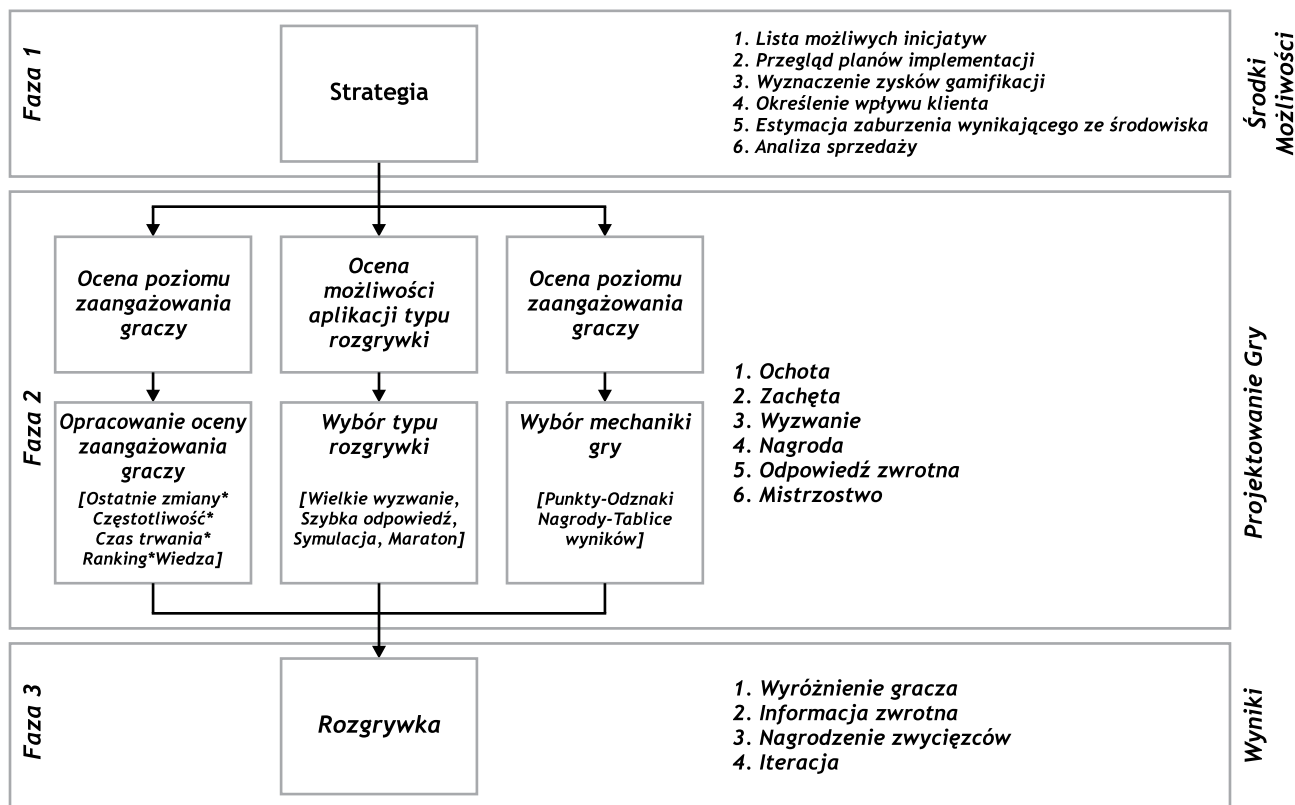 Faza 1
Strategia
1. Lista możliwych inicjatyw
2. Przegląd planów implementacji
3. Wyznaczenie zysków gamifikacji
4. Określenie wpływu klienta
5. Estymacja zaburzenia wynikającego ze środowiska
6. Analiza sprzedaży
Środki
Możliwości
Faza 2
Ocena poziomu
zaangażowania
graczy
Ocena
możliwości
aplikacji typu
rozgrywki
Ocena poziomu
zaangażowania
graczy
Opracowanie oceny
zaangażowania
graczy
[Ostatnie zmiany*
Częstotliwość*
Czas trwania*
Ranking*Wiedza]
Wybór typu
rozgrywki
[Wielkie wyzwanie,
Szybka odpowiedź,
Symulacja, Maraton]
Wybór mechaniki
gry
[Punkty-Odznaki
Nagrody-Tablice
wyników]
1. Ochota
2. Zachęta
3. Wyzwanie
4. Nagroda
5. Odpowiedź zwrotna
6. Mistrzostwo
Projektowanie Gry
Faza 3
Rozgrywka
1. Wyróżnienie gracza
2. Informacja zwrotna
3. Nagrodzenie zwycięzców
4. Iteracja
Wyniki